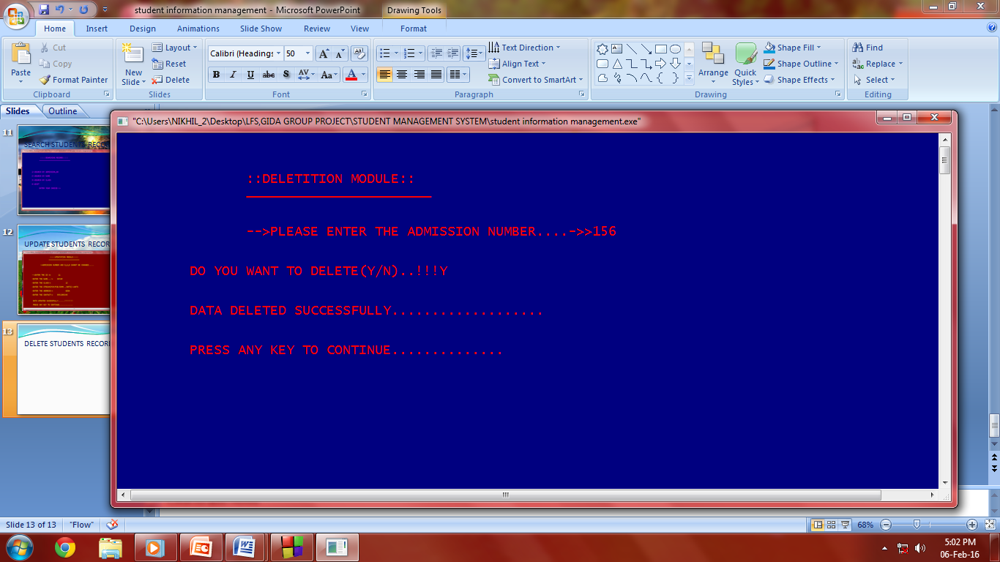 student information management - Microsoft PowerPoint
Drawing Tools
Home Insert Design Animations Slide Show Review View Format
Paste
Cut
Copy
Format Painter
Clipboard
New Slide
Layout
Reset
Delete
Slides
Calibri (Headings 50
B I U abc S AV Aa A
Font
Text Direction
Align Text
Convert to SmartArt
Paragraph
Arrange
Quick Styles
Shape Fill
Shape Outline
Shape Effects
Drawing
Find
Replace
Select
Editing
Slides Outline
11
SEARCH STUDENTS RECOR
12
UPDATE STUDENTS RECOR
13
DELETE STUDENTS RECOR
"C:\Users\NIKHIL_2\Desktop\LFS,GIDA GROUP PROJECT\STUDENT MANAGEMENT SYSTEM\student information management.exe"
::DELETITION MODULE::
-->PLEASE ENTER THE ADMISSION NUMBER....->>156
DO YOU WANT TO DELETE(Y/N)..!!!Y
DATA DELETED SUCCESSFULLY...................
PRESS ANY KEY TO CONTINUE..............
Slide 13 of 13 "Flow" 68%
5:02 PM
06-Feb-16